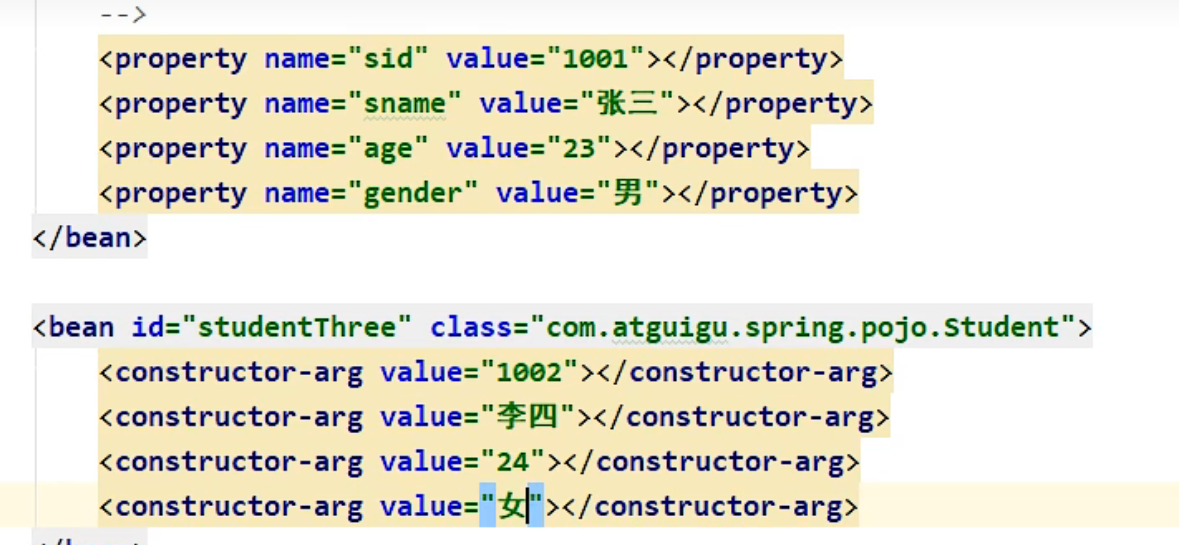 -->
<property name="sid" value="1001"></property>
<property name="sname" value="张三"></property>
<property name="age" value="23"></property>
<property name="gender" value="男"></property>
</bean>
<bean id="studentThree" class="com.atguigu.spring.pojo.Student">
<constructor-arg value="1002"></constructor-arg>
<constructor-arg value="李四"></constructor-arg>
<constructor-arg value="24"></constructor-arg>
<constructor-arg value="女"></constructor-arg>